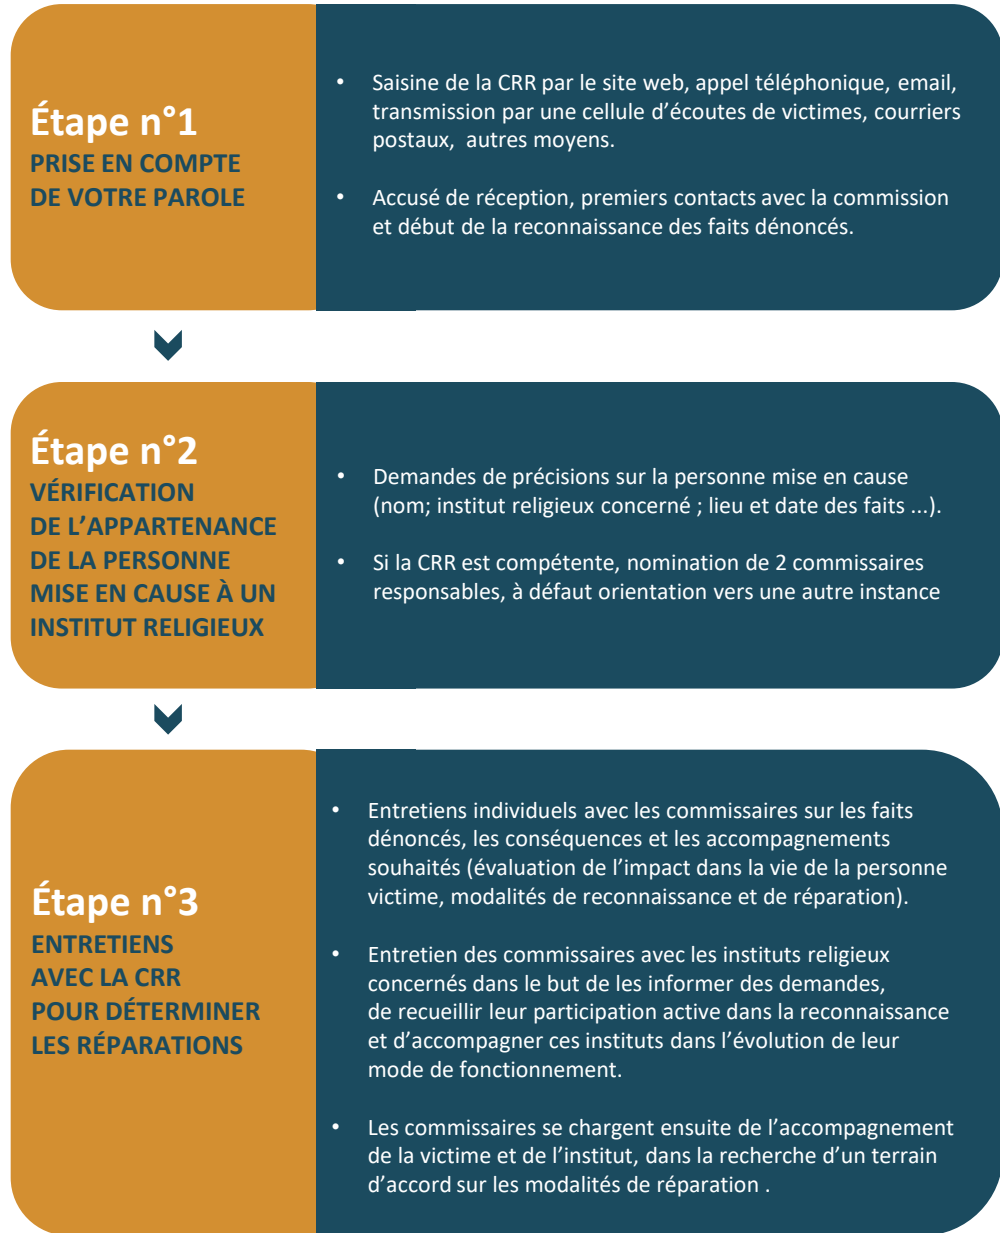 Étape n°1
PRISE EN COMPTE
DE VOTRE PAROLE
• Saisine de la CRR par le site web, appel téléphonique, email,
transmission par une cellule d’écoutes de victimes, courriers
postaux, autres moyens.
• Accusé de réception, premiers contacts avec la commission
et début de la reconnaissance des faits dénoncés.
Étape n°2
VÉRIFICATION
DE L’APPARTENANCE
DE LA PERSONNE
MISE EN CAUSE À UN
INSTITUT RELIGIEUX
• Demandes de précisions sur la personne mise en cause
(nom; institut religieux concerné ; lieu et date des faits ...).
• Si la CRR est compétente, nomination de 2 commissaires
responsables, à défaut orientation vers une autre instance
Étape n°3
ENTRETIENS
AVEC LA CRR
POUR DÉTERMINER
LES RÉPARATIONS
• Entretiens individuels avec les commissaires sur les faits
dénoncés, les conséquences et les accompagnements
souhaités (évaluation de l’impact dans la vie de la personne
victime, modalités de reconnaissance et de réparation).
• Entretien des commissaires avec les instituts religieux
concernés dans le but de les informer des demandes,
de recueillir leur participation active dans la reconnaissance
et d’accompagner ces instituts dans l’évolution de leur
mode de fonctionnement.
• Les commissaires se chargent ensuite de l’accompagnement
de la victime et de l’institut, dans la recherche d’un terrain
d’accord sur les modalités de réparation .